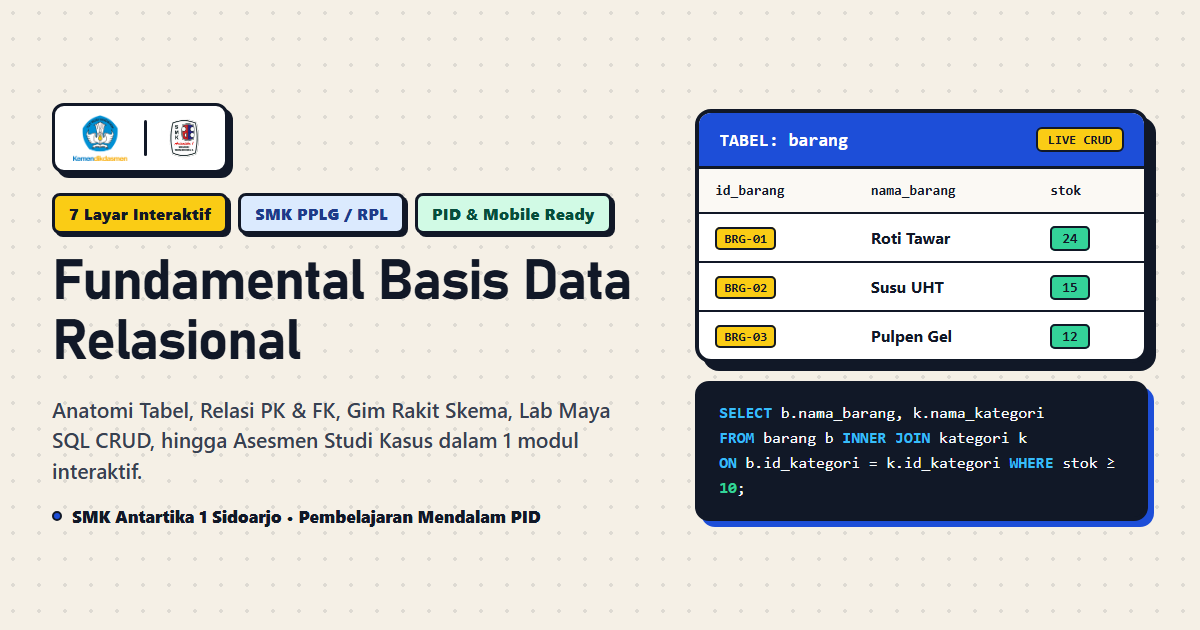 Kemendikdasmen
SMK
7 Layar Interaktif
SMK PPLG / RPL
PID & Mobile Ready
Fundamental Basis Data
Relasional
Anatomi Tabel, Relasi PK & FK, Gim Rakit Skema, Lab Maya
SQL CRUD, hingga Asesmen Studi Kasus dalam 1 modul
interaktif.
SMK Antartika 1 Sidoarjo • Pembelajaran Mendalam PID
TABEL: barang
LIVE CRUD
id_barang nama_barang stok
BRG-01 Roti Tawar 24
BRG-02 Susu UHT 15
BRG-03 Pulpen Gel 12
SELECT b.nama_barang, k.nama_kategori
FROM barang b INNER JOIN kategori k
ON b.id_kategori = k.id_kategori WHERE stok ≥
10;